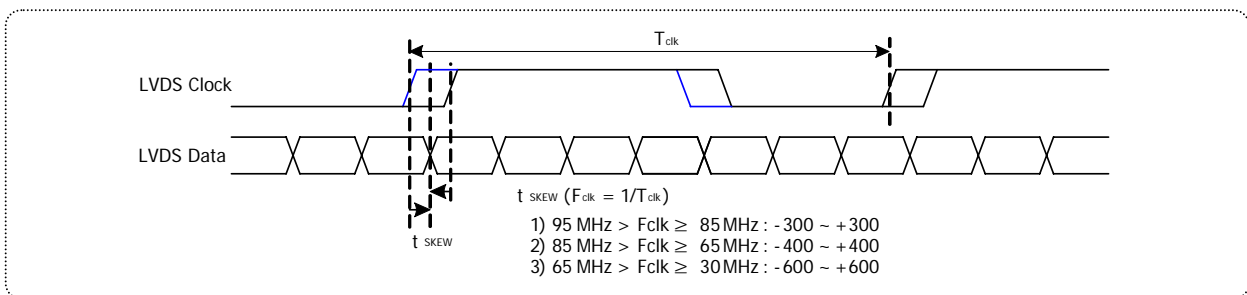 Tclk
LVDS Clock
LVDS Data
t SKEW (Fclk = 1/Tclk)
1) 95 MHz > Fclk ≥ 85 MHz : -300 ~ +300
2) 85 MHz > Fclk ≥ 65 MHz : -400 ~ +400
3) 65 MHz > Fclk ≥ 30 MHz : -600 ~ +600
t SKEW